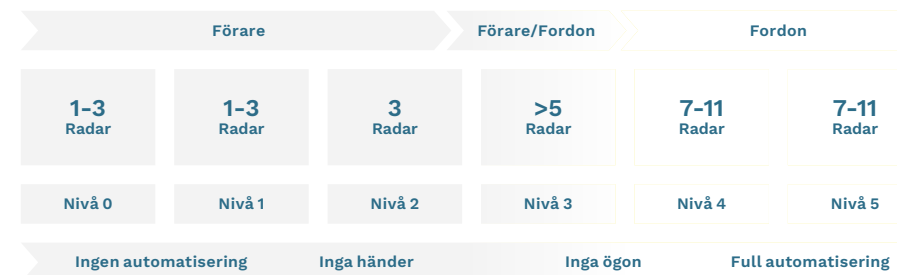 Förare Förare/Fordon Fordon
1-3 1-3 3 >5 7-11 7-11
Radar Radar Radar Radar Radar Radar
Nivå 0 Nivå 1 Nivå 2 Nivå 3 Nivå 4 Nivå 5
Ingen automatisering Inga händer Inga ögon Full automatisering